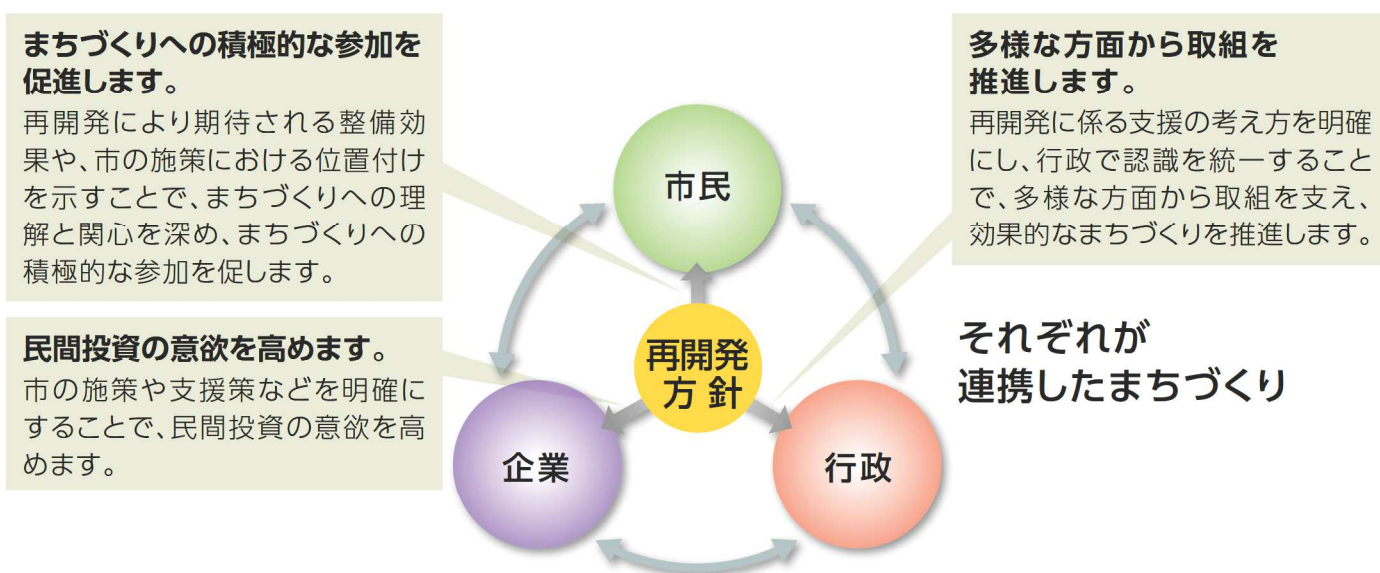 まちづくりへの積極的な参加を
促進します。
再開発により期待される整備効
果や、市の施策における位置付け
を示すことで、まちづくりへの理
解と関心を深め、まちづくりへの
積極的な参加を促します。
民間投資の意欲を高めます。
市の施策や支援策などを明確に
することで、民間投資の意欲を高
めます。
市民
再開発
方針
企業
行政
多様な方面から取組を
推進します。
再開発に係る支援の考え方を明確
にし、行政で認識を統一すること
で、多様な方面から取組を支え、
効果的なまちづくりを推進します。
それぞれが
連携したまちづくり